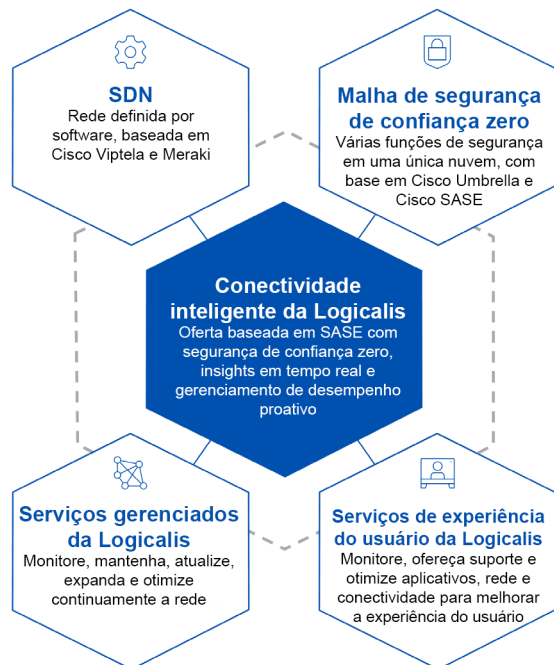 SDN
Rede definida por
software, baseada em
Cisco Viptela e Meraki
Malha de segurança
de confiança zero
Várias funções de segurança
em uma única nuvem, com
base em Cisco Umbrella e
Cisco SASE
Conectividade
inteligente da Logicalis
Oferta baseada em SASE com
segurança de confiança zero,
insights em tempo real e
gerenciamento de desempenho
proativo
Serviços gerenciados
da Logicalis
Monitore, mantenha, atualize,
expanda e otimize
continuamente a rede
Serviços de experiência
do usuário da Logicalis
Monitore, ofereça suporte e
otimize aplicativos, rede e
conectividade para melhorar
a experiência do usuário